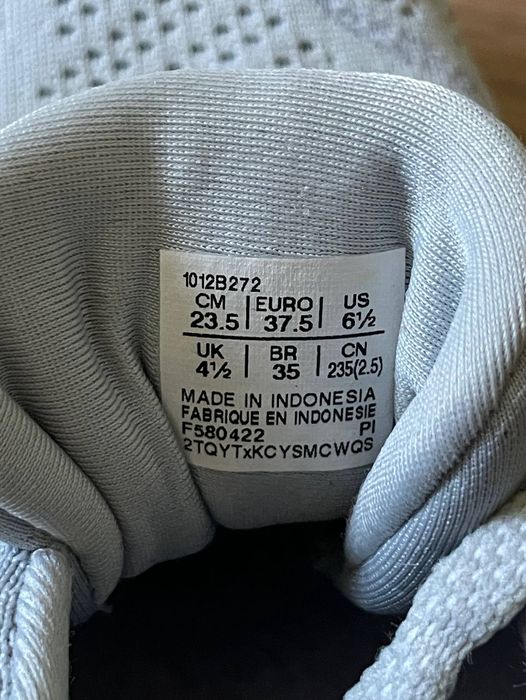 1012B272
CM | EURO | US
23.5 | 37.5 | 6½
UK | BR | CN
4½ | 35 | 235(2.5)
MADE IN INDONESIA
FABRIQUE EN INDONESIE
F580422 PI
2TQYTxKCYSMCWQS